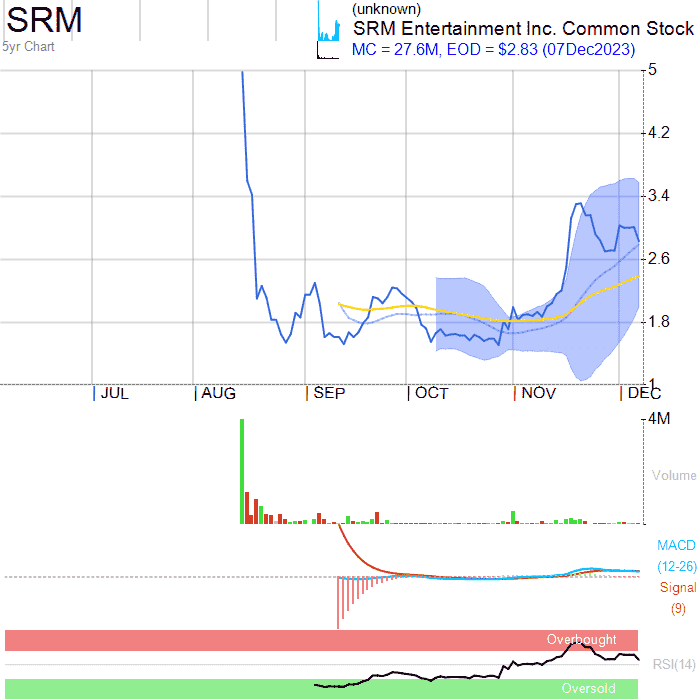 SRM
5yr Chart
(unknown)
SRM Entertainment Inc. Common Stock
MC = 27.6M, EOD = $2.83 (07Dec2023)
5
4.2
3.4
2.6
1.8
1
JUL AUG SEP OCT NOV DEC
4M
Volume
MACD
(12-26)
Signal
(9)
Overbought
RSI(14)
Oversold